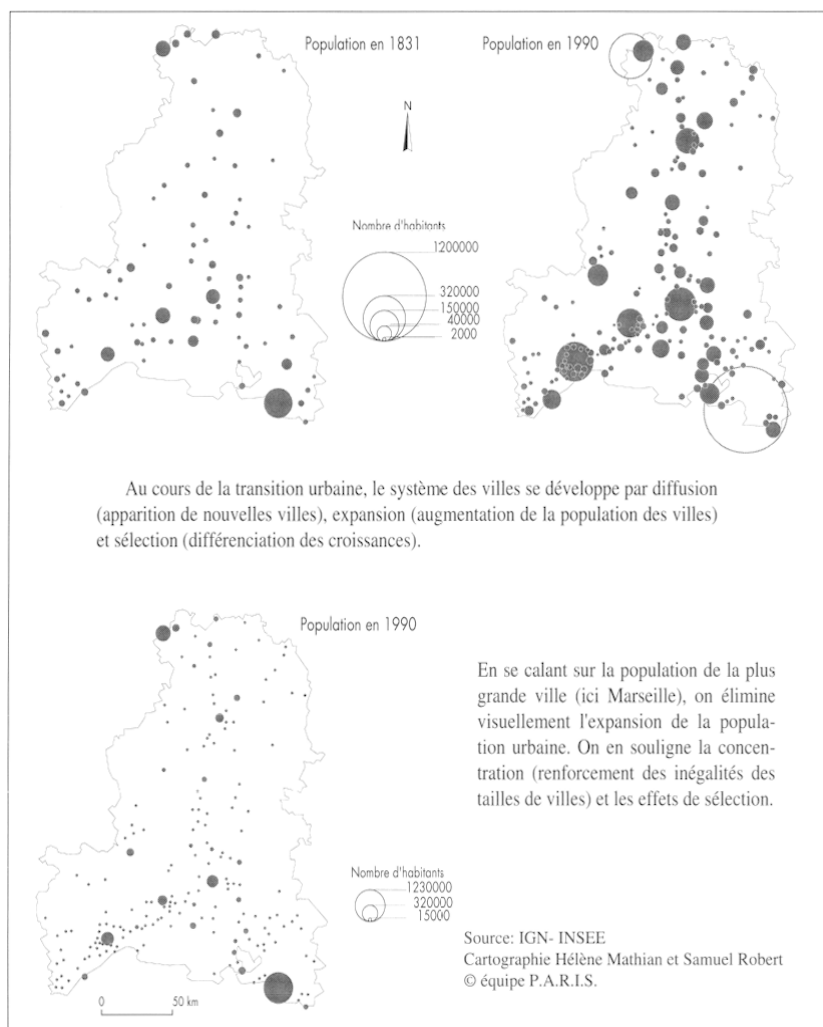 Population en 1831
Population en 1990
N
Nombre d'habitants
1200000
320000
150000
40000
2000
Au cours de la transition urbaine, le système des villes se développe par diffusion
(apparition de nouvelles villes), expansion (augmentation de la population des villes)
et sélection (différenciation des croissances).
Population en 1990
En se calant sur la population de la plus
grande ville (ici Marseille), on élimine
visuellement l'expansion de la popula-
tion urbaine. On en souligne la concen-
tration (renforcement des inégalités des
tailles de villes) et les effets de sélection.
Nombre d'habitants
1230000
320000
15000
0 50 km
Source: IGN- INSEE
Cartographie Hélène Mathian et Samuel Robert
© équipe P.A.R.I.S.